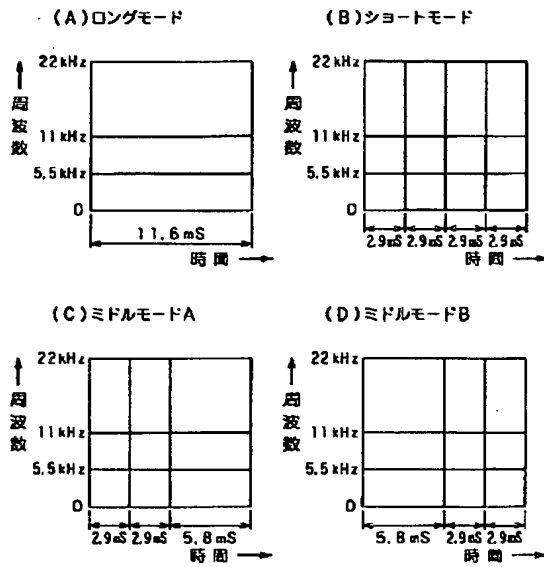 (A)ロングモード
22kHz
周波数
11kHz
5.5kHz
0
11.6mS
時間
(B)ショートモード
22kHz
周波数
11kHz
5.5kHz
0
2.9mS 2.9mS 2.9mS 2.9mS
時間
(C)ミドルモードA
22kHz
周波数
11kHz
5.5kHz
0
2.9mS 2.9mS 5.8mS
時間
(D)ミドルモードB
22kHz
周波数
11kHz
5.5kHz
0
5.8mS 2.9mS 2.9mS
時間